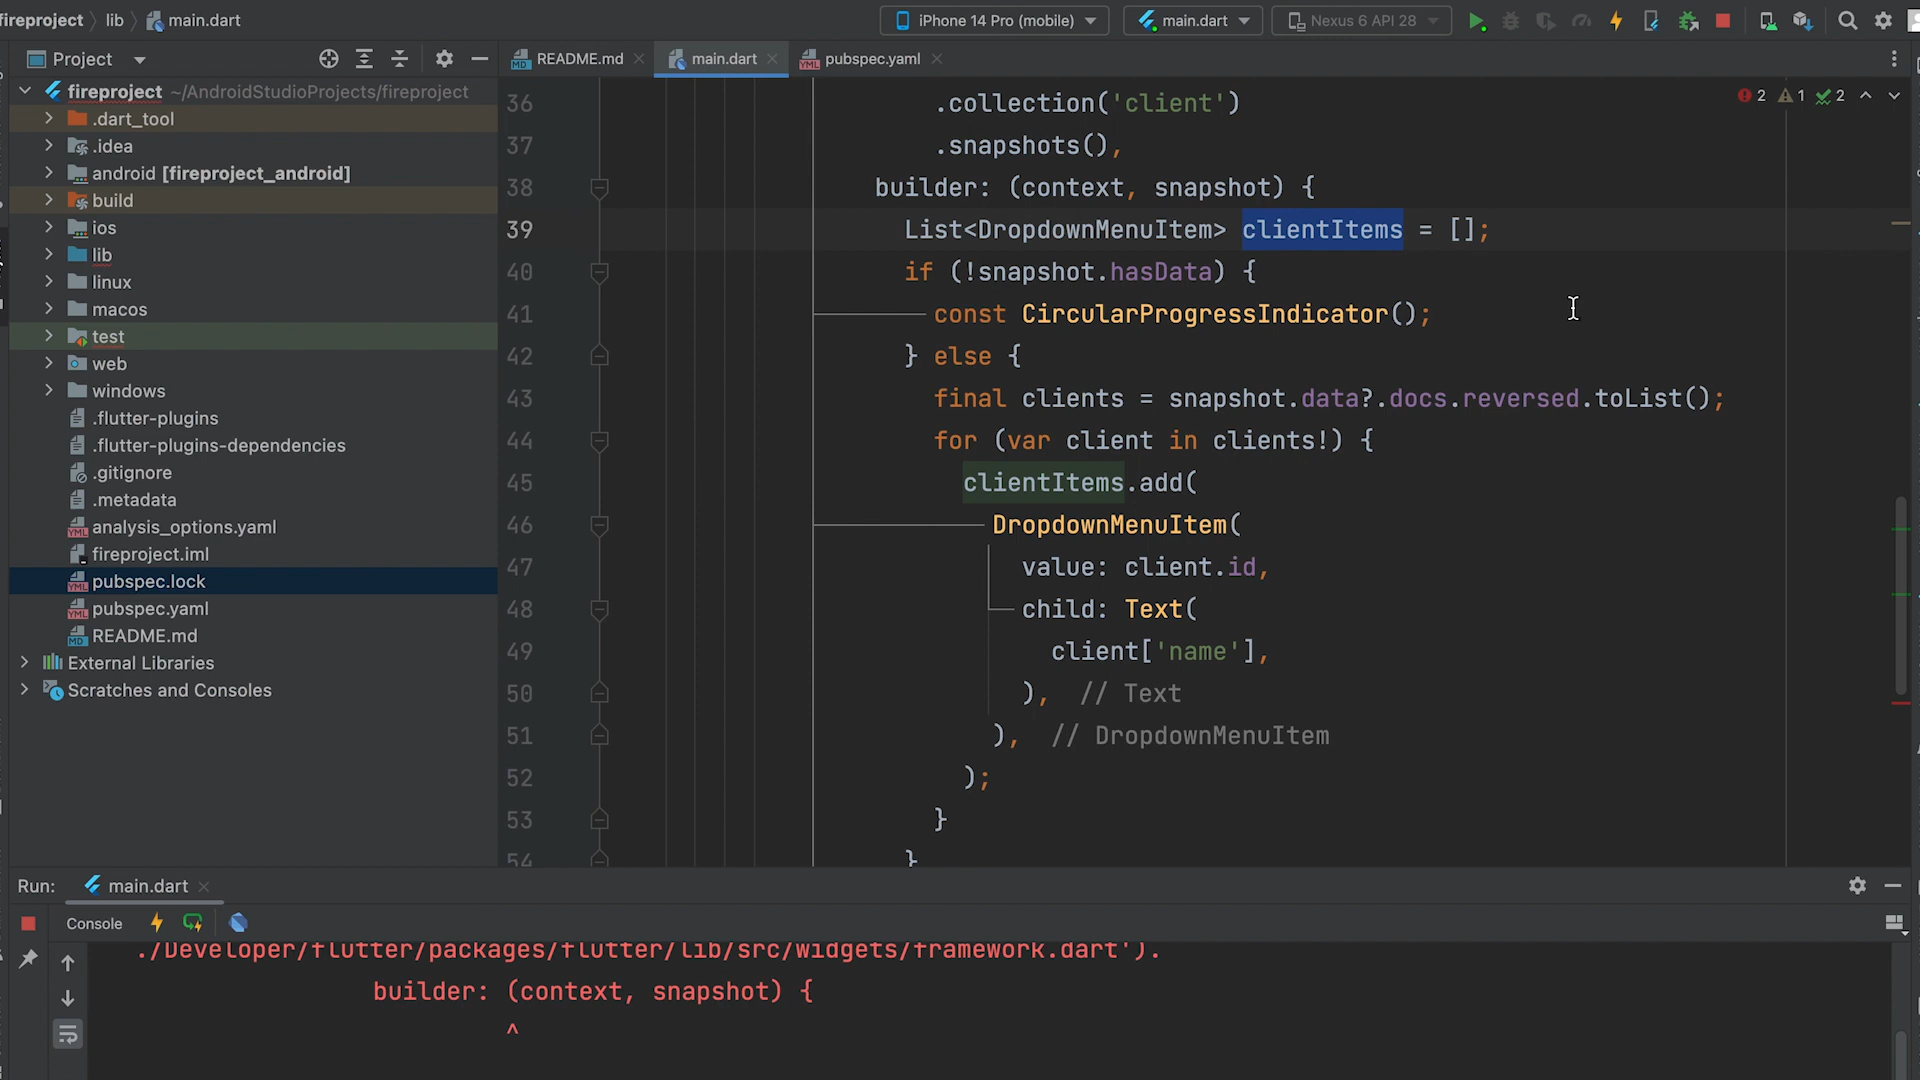 fireproject lib main.dart
iPhone 14 Pro (mobile) main.dart Nexus 6 API 28
Project
README.md main.dart pubspec.yaml
fireproject ~/AndroidStudioProjects/fireproject
.dart_tool
.idea
android [fireproject_android]
build
ios
lib
linux
macos
test
web
windows
.flutter-plugins
.flutter-plugins-dependencies
.gitignore
.metadata
analysis_options.yaml
fireproject.iml
pubspec.lock
pubspec.yaml
README.md
External Libraries
Scratches and Consoles
2 1 2
36 .collection('client')
37 .snapshots(),
38 builder: (context, snapshot) {
39 List<DropdownMenuItem> clientItems = [];
40 if (!snapshot.hasData) {
41 const CircularProgressIndicator();
42 } else {
43 final clients = snapshot.data?.docs.reversed.toList();
44 for (var client in clients!) {
45 clientItems.add(
46 DropdownMenuItem(
47 value: client.id,
48 child: Text(
49 client['name'],
50 ), // Text
51 ), // DropdownMenuItem
52 );
53 }
54 }
Run: main.dart
Console
./Developer/flutter/packages/flutter/lib/src/widgets/framework.dart').
builder: (context, snapshot) {
^